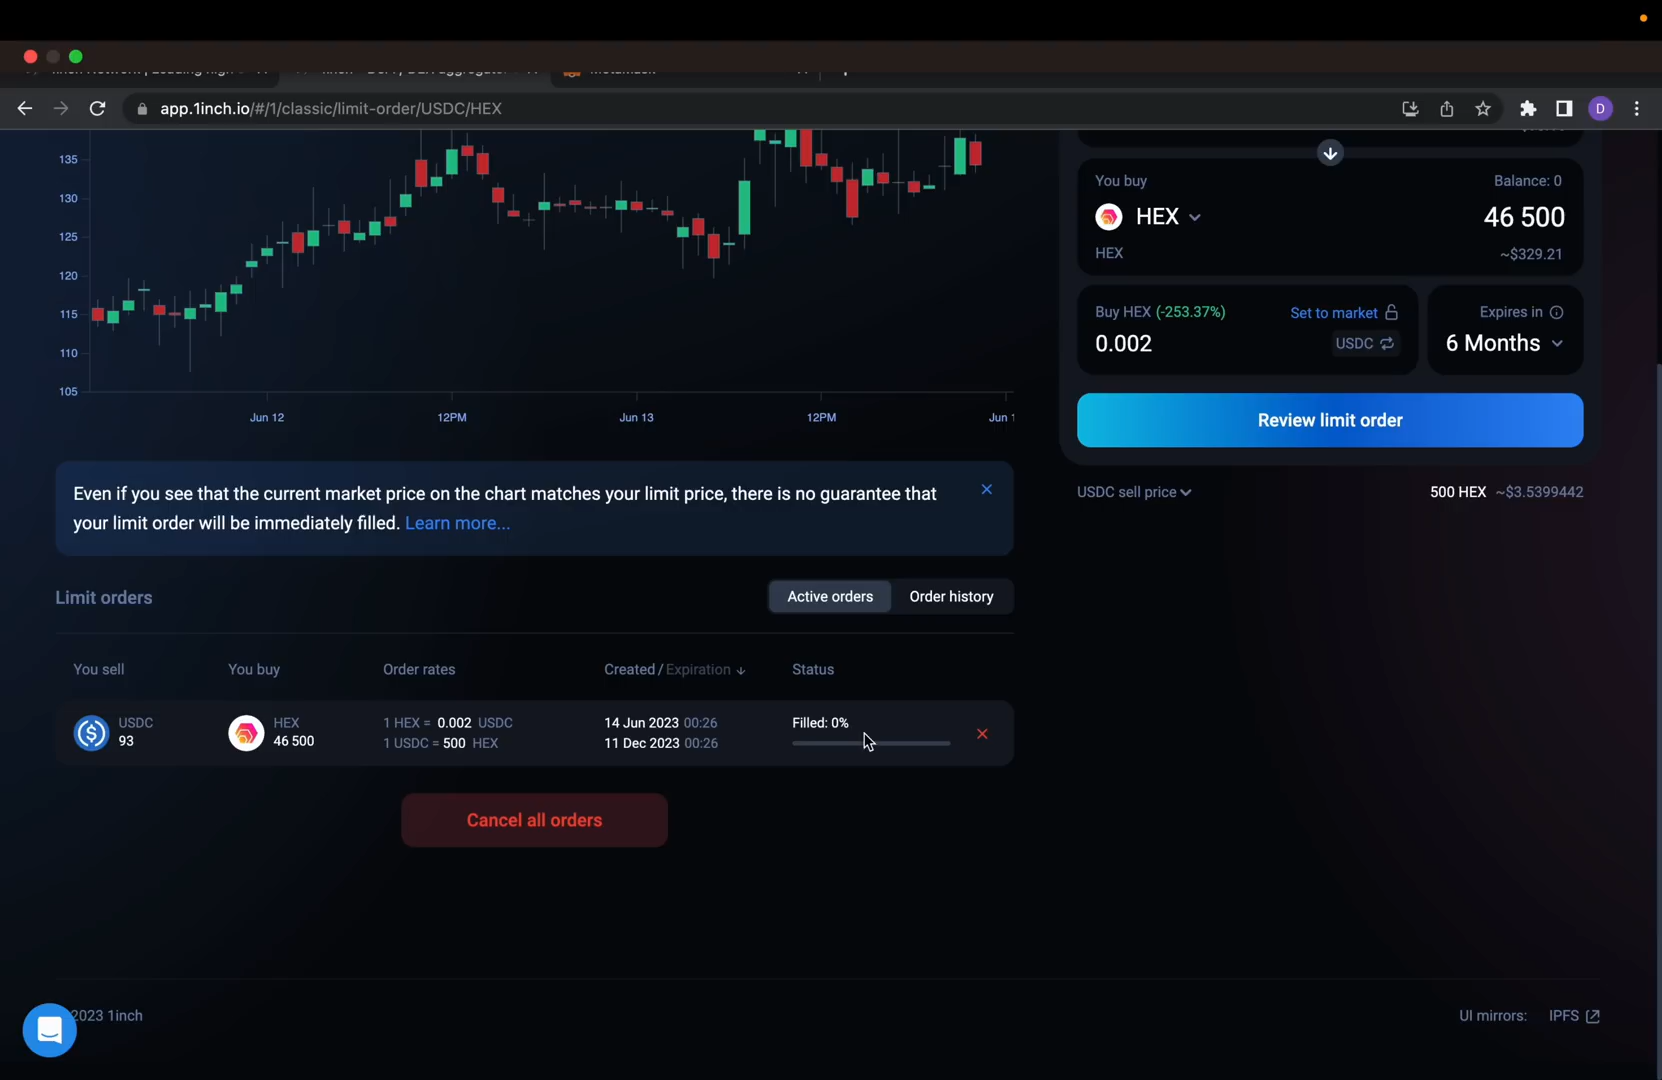 app.1inch.io/#/1/classic/limit-order/USDC/HEX
D
135
130
125
120
115
110
105
Jun 12
12PM
Jun 13
12PM
Jun 1
You buy
Balance: 0
HEX
46 500
HEX
~$329.21
Buy HEX (-253.37%)
Set to market
Expires in
0.002
USDC
6 Months
Review limit order
USDC sell price
500 HEX ~$3.5399442
Even if you see that the current market price on the chart matches your limit price, there is no guarantee that
your limit order will be immediately filled. Learn more...
Limit orders
Active orders
Order history
You sell
You buy
Order rates
Created / Expiration
Status
USDC
93
HEX
46 500
1 HEX = 0.002 USDC
1 USDC = 500 HEX
14 Jun 2023 00:26
11 Dec 2023 00:26
Filled: 0%
Cancel all orders
2023 1inch
UI mirrors:
IPFS